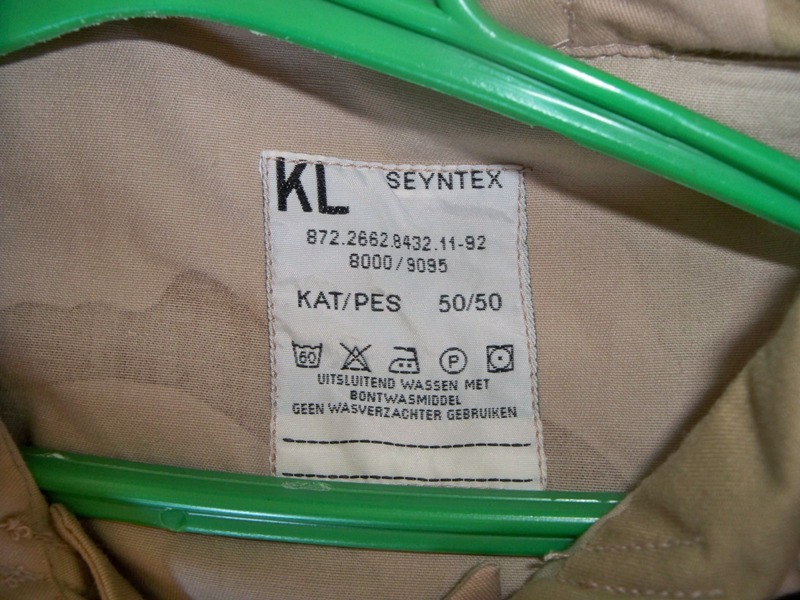 KL SEYNTEX
872.2662.8432.11-92
8000/9095
KAT/PES 50/50
60 P
UITSLUITEND WASSEN MET
BONTWASMIDDEL
GEEN WASVERZACHTER GEBRUIKEN